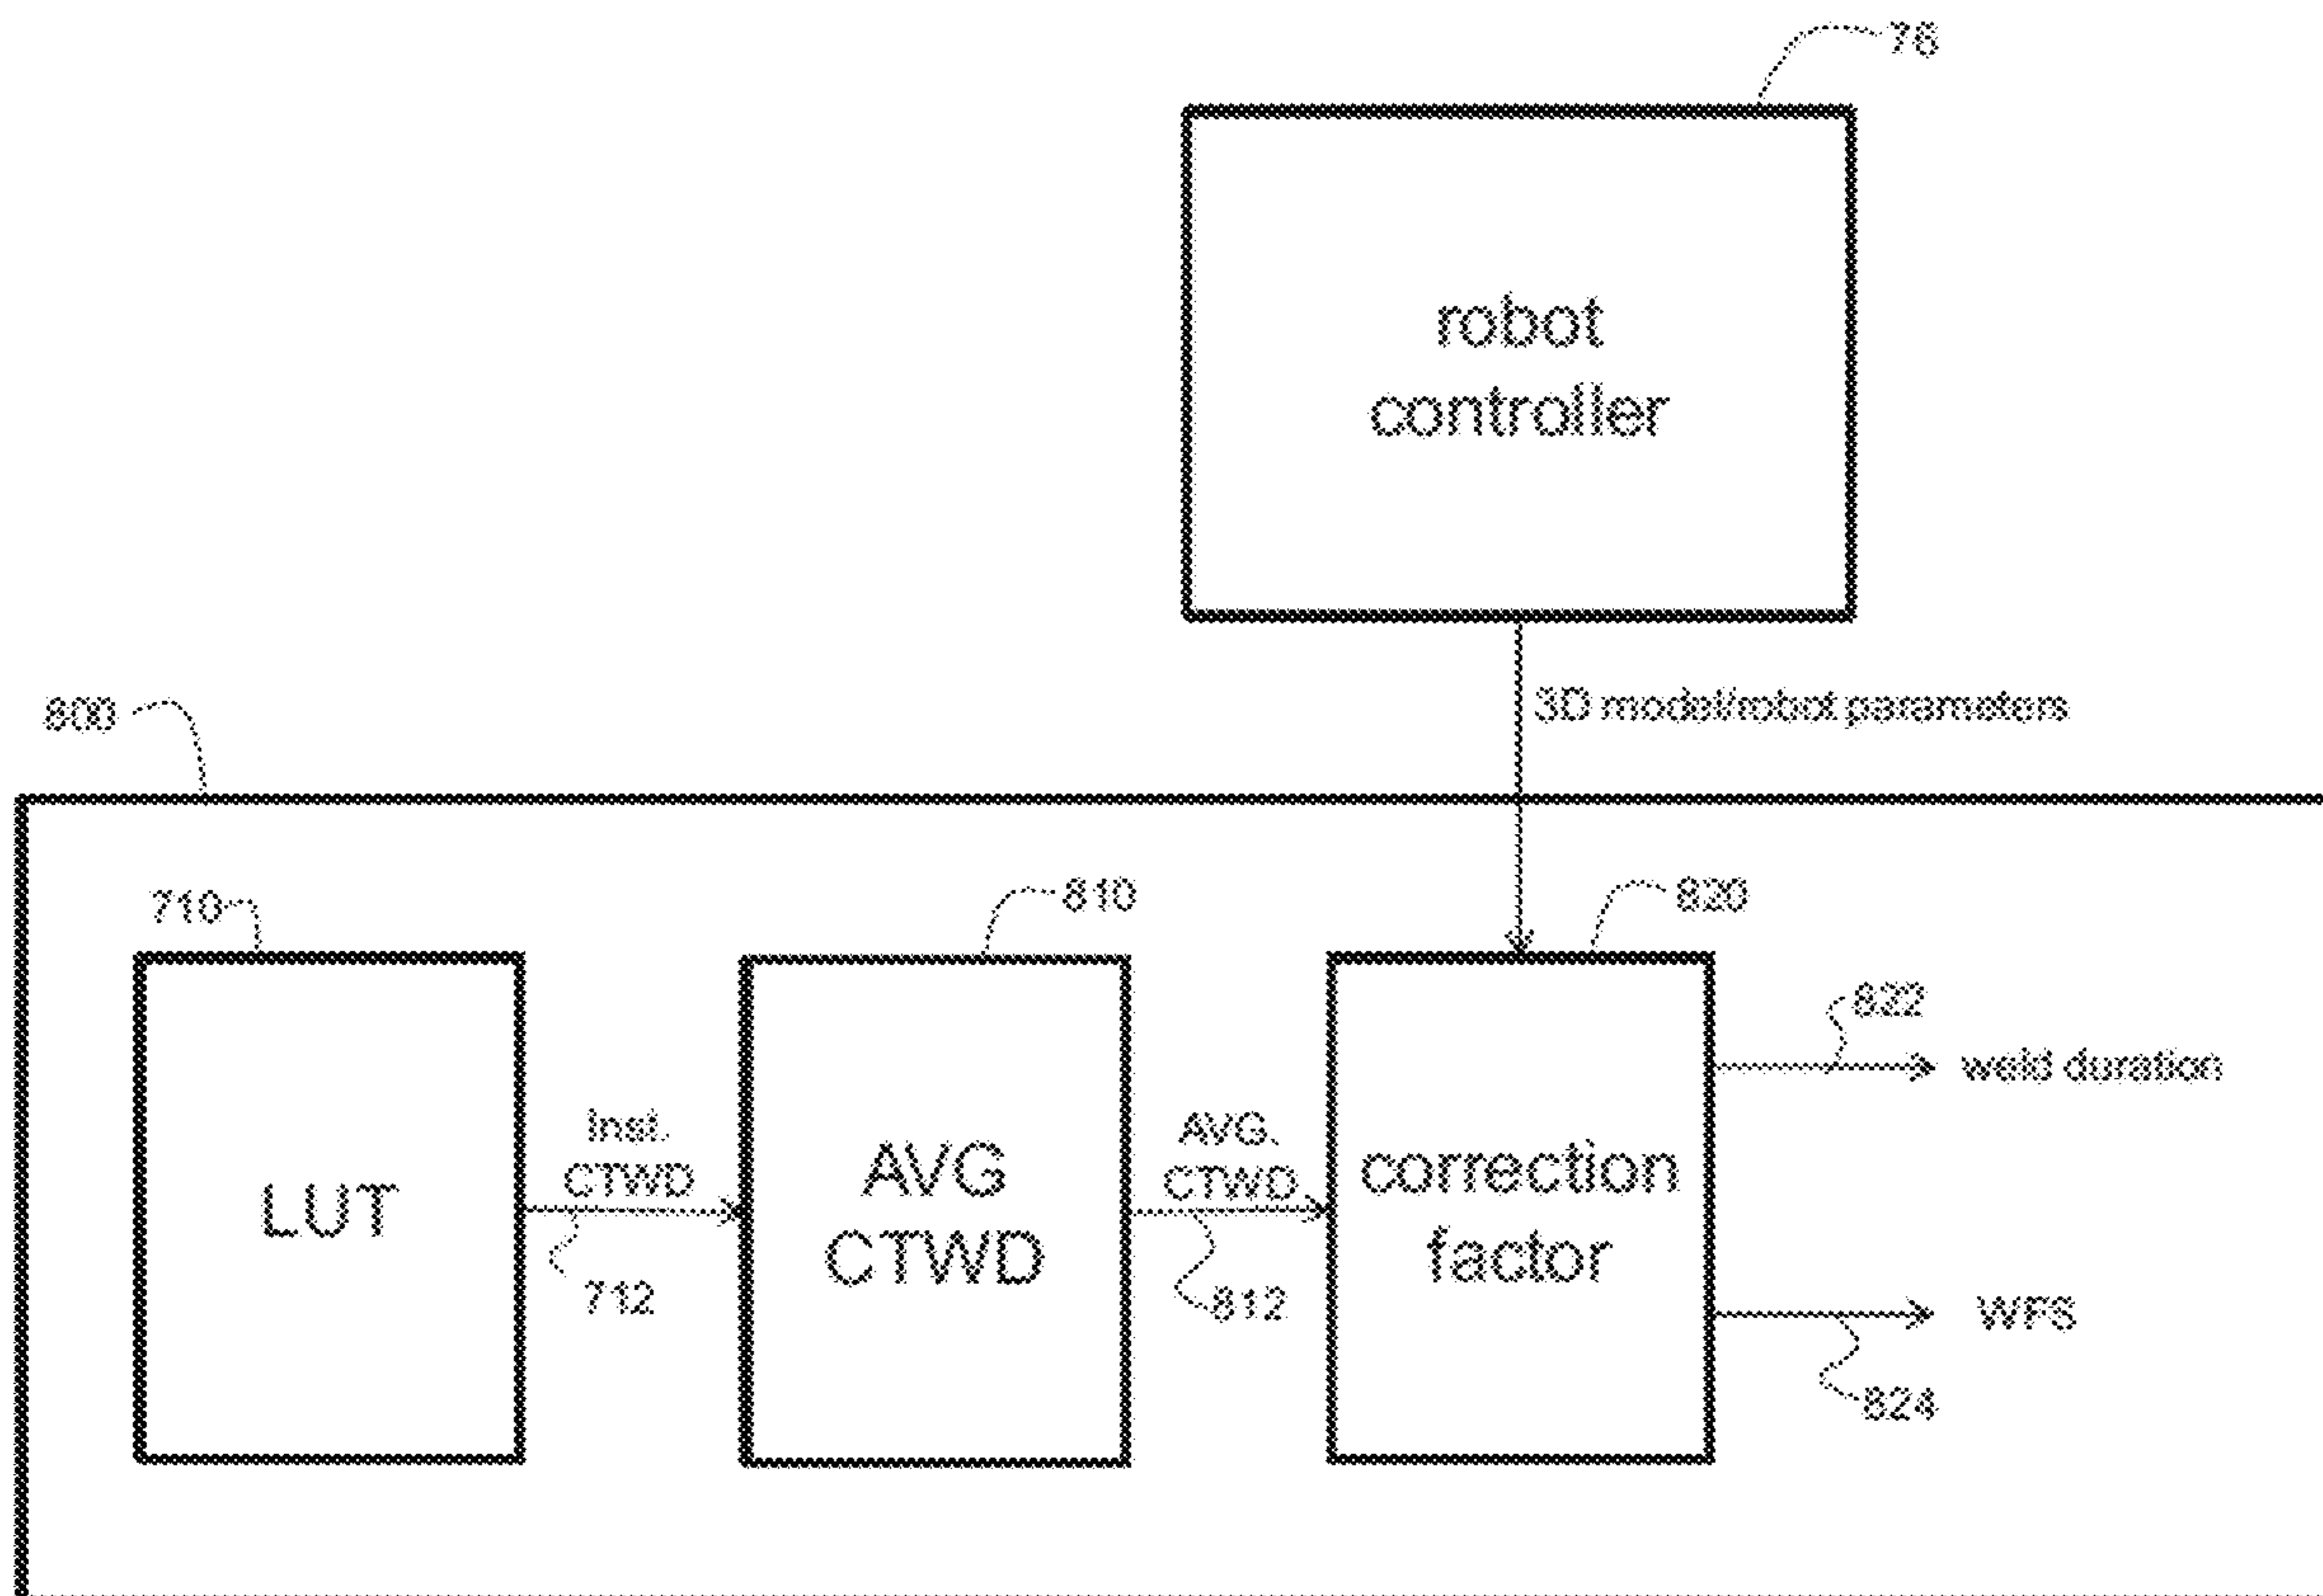 76
robot
controller
800
3D model/robot parameters
710
810
820
822
weld duration
Inst.
CTWD
AVG.
CTWD
LUT
AVG
CTWD
correction
factor
712
812
WFS
824